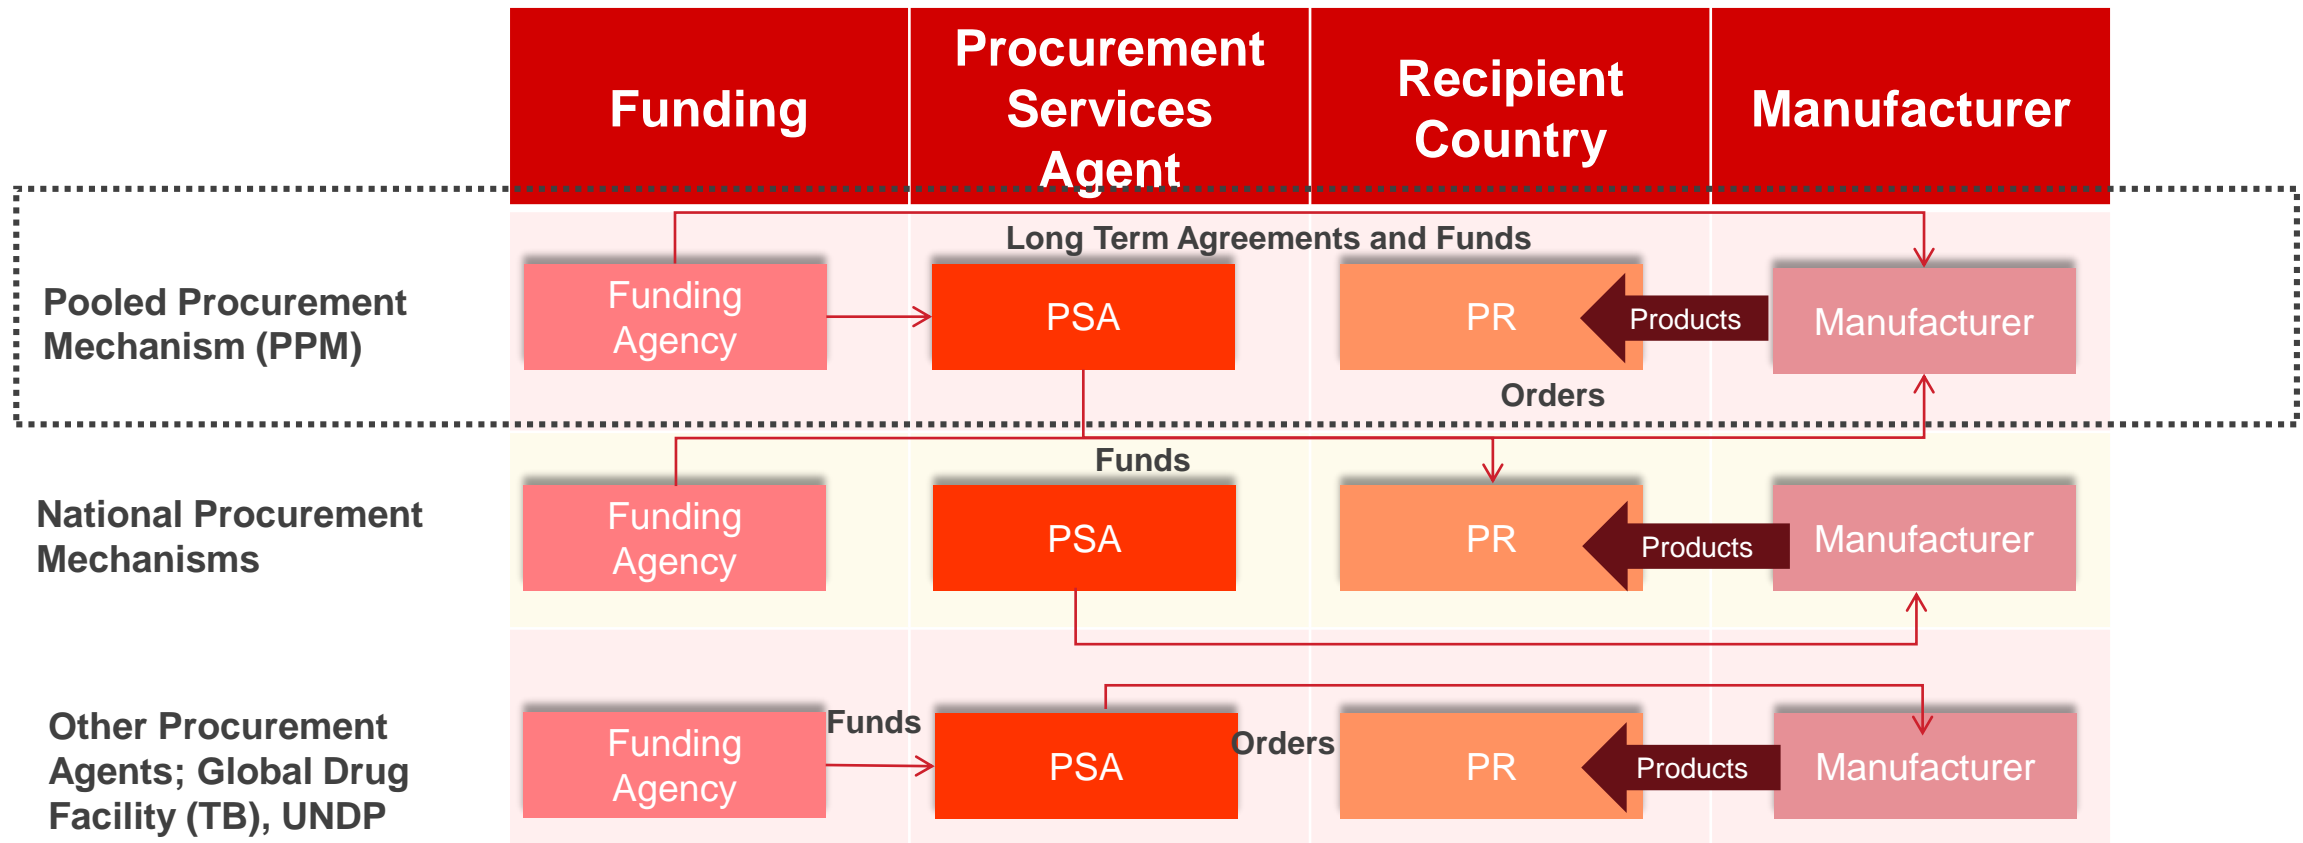 Funding
Procurement
Services
Agent
Recipient
Country
Manufacturer
Pooled Procurement
Mechanism (PPM)
Long Term Agreements and Funds
Funding
Agency
PSA
PR
Products
Manufacturer
Orders
National Procurement
Mechanisms
Funds
Funding
Agency
PSA
PR
Products
Manufacturer
Other Procurement
Agents; Global Drug
Facility (TB), UNDP
Funding
Agency
Funds
PSA
Orders
PR
Products
Manufacturer